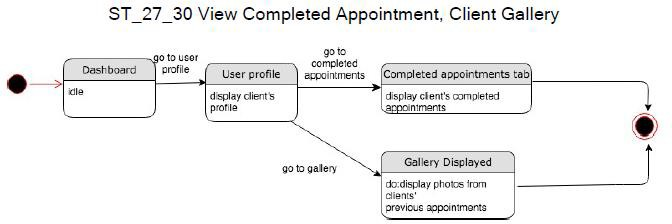 ST_27_30 View Completed Appointment, Client Gallery
Dashboard
idle
go to user
profile
User profile
display client's
profile
go to
completed
appointments
Completed appointments tab
display client's completed
appointments
go to gallery
Gallery Displayed
do:display photos from
clients'
previous appointments